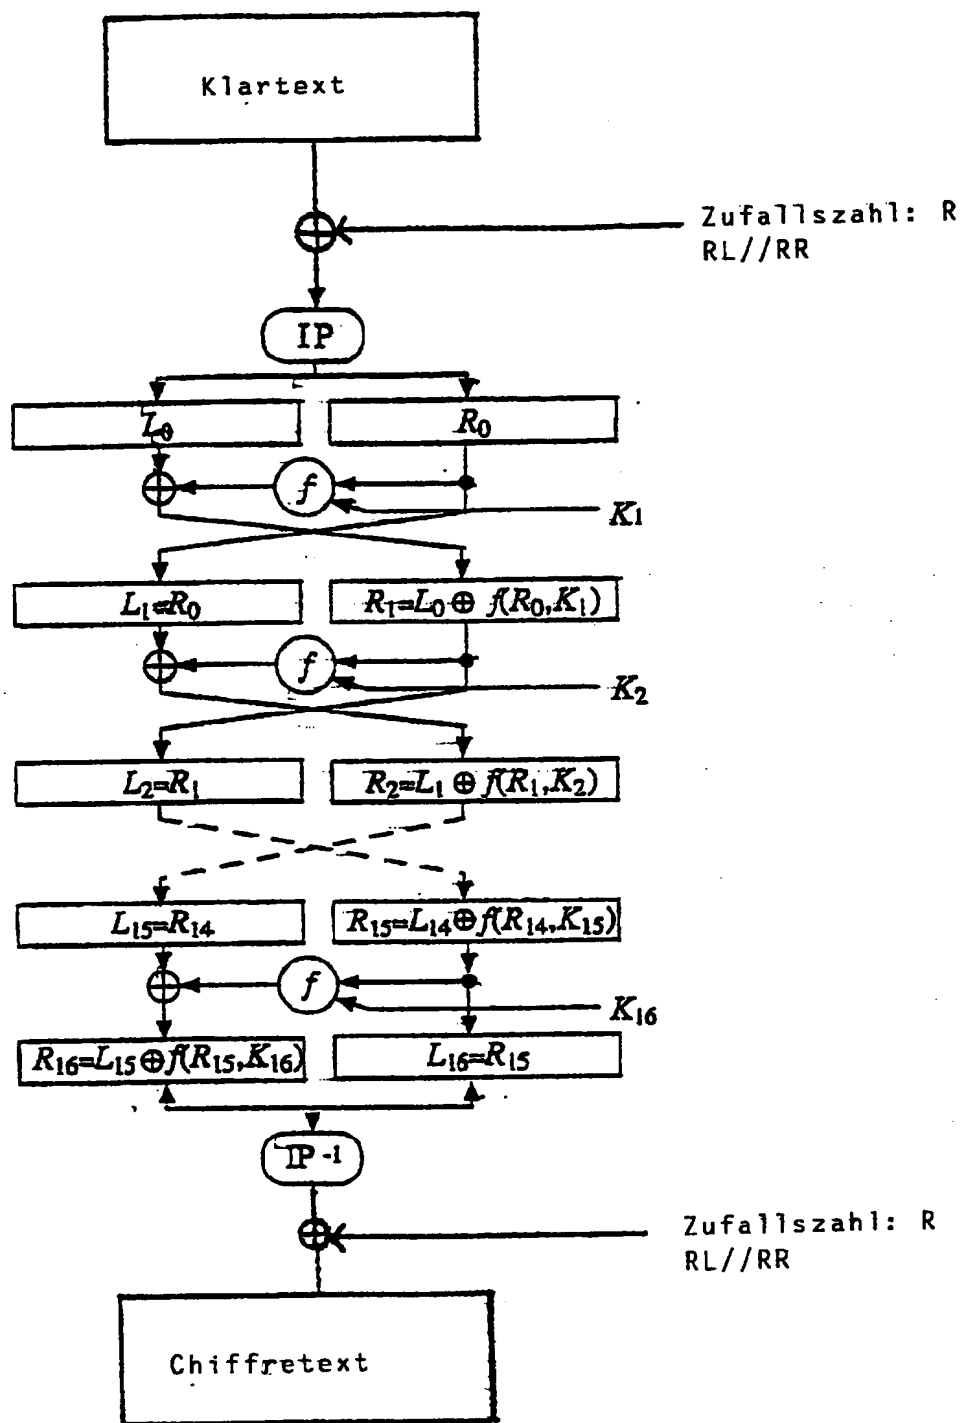 Klartext
Zufallszahl: R
RL//RR
IP
L₀
R₀
f
K₁
L₁=R₀
R₁=L₀ ⊕ f(R₀,K₁)
f
K₂
L₂=R₁
R₂=L₁ ⊕ f(R₁,K₂)
L₁₅=R₁₄
R₁₅=L₁₄⊕f(R₁₄,K₁₅)
f
K₁₆
R₁₆=L₁₅⊕f(R₁₅,K₁₆)
L₁₆=R₁₅
IP⁻¹
Zufallszahl: R
RL//RR
Chiffretext